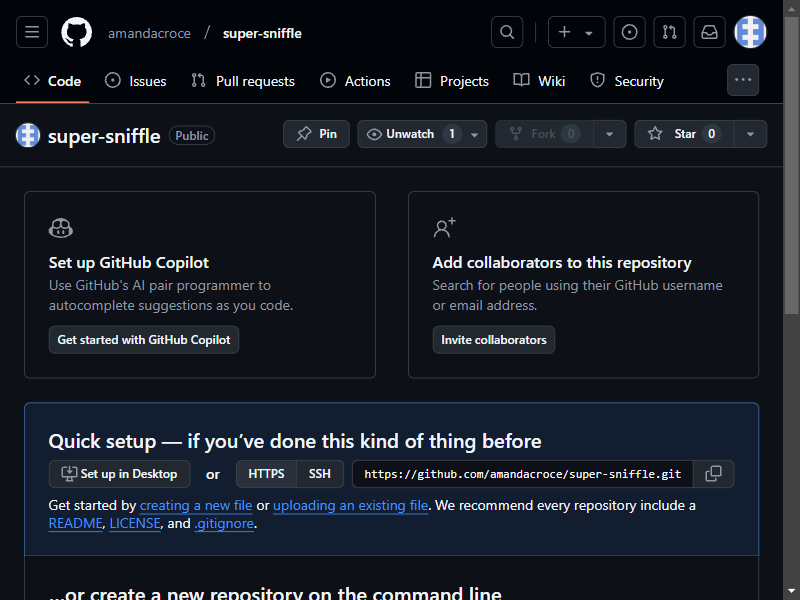 amandacroce / super-sniffle
Code Issues Pull requests Actions Projects Wiki Security
super-sniffle Public Pin Unwatch 1 Fork 0 Star 0
Set up GitHub Copilot
Use GitHub's AI pair programmer to
autocomplete suggestions as you code.
Get started with GitHub Copilot
Add collaborators to this repository
Search for people using their GitHub username
or email address.
Invite collaborators
Quick setup — if you’ve done this kind of thing before
Set up in Desktop or HTTPS SSH https://github.com/amandacroce/super-sniffle.git
Get started by creating a new file or uploading an existing file. We recommend every repository include a
README, LICENSE, and .gitignore.
…or create a new repository on the command line